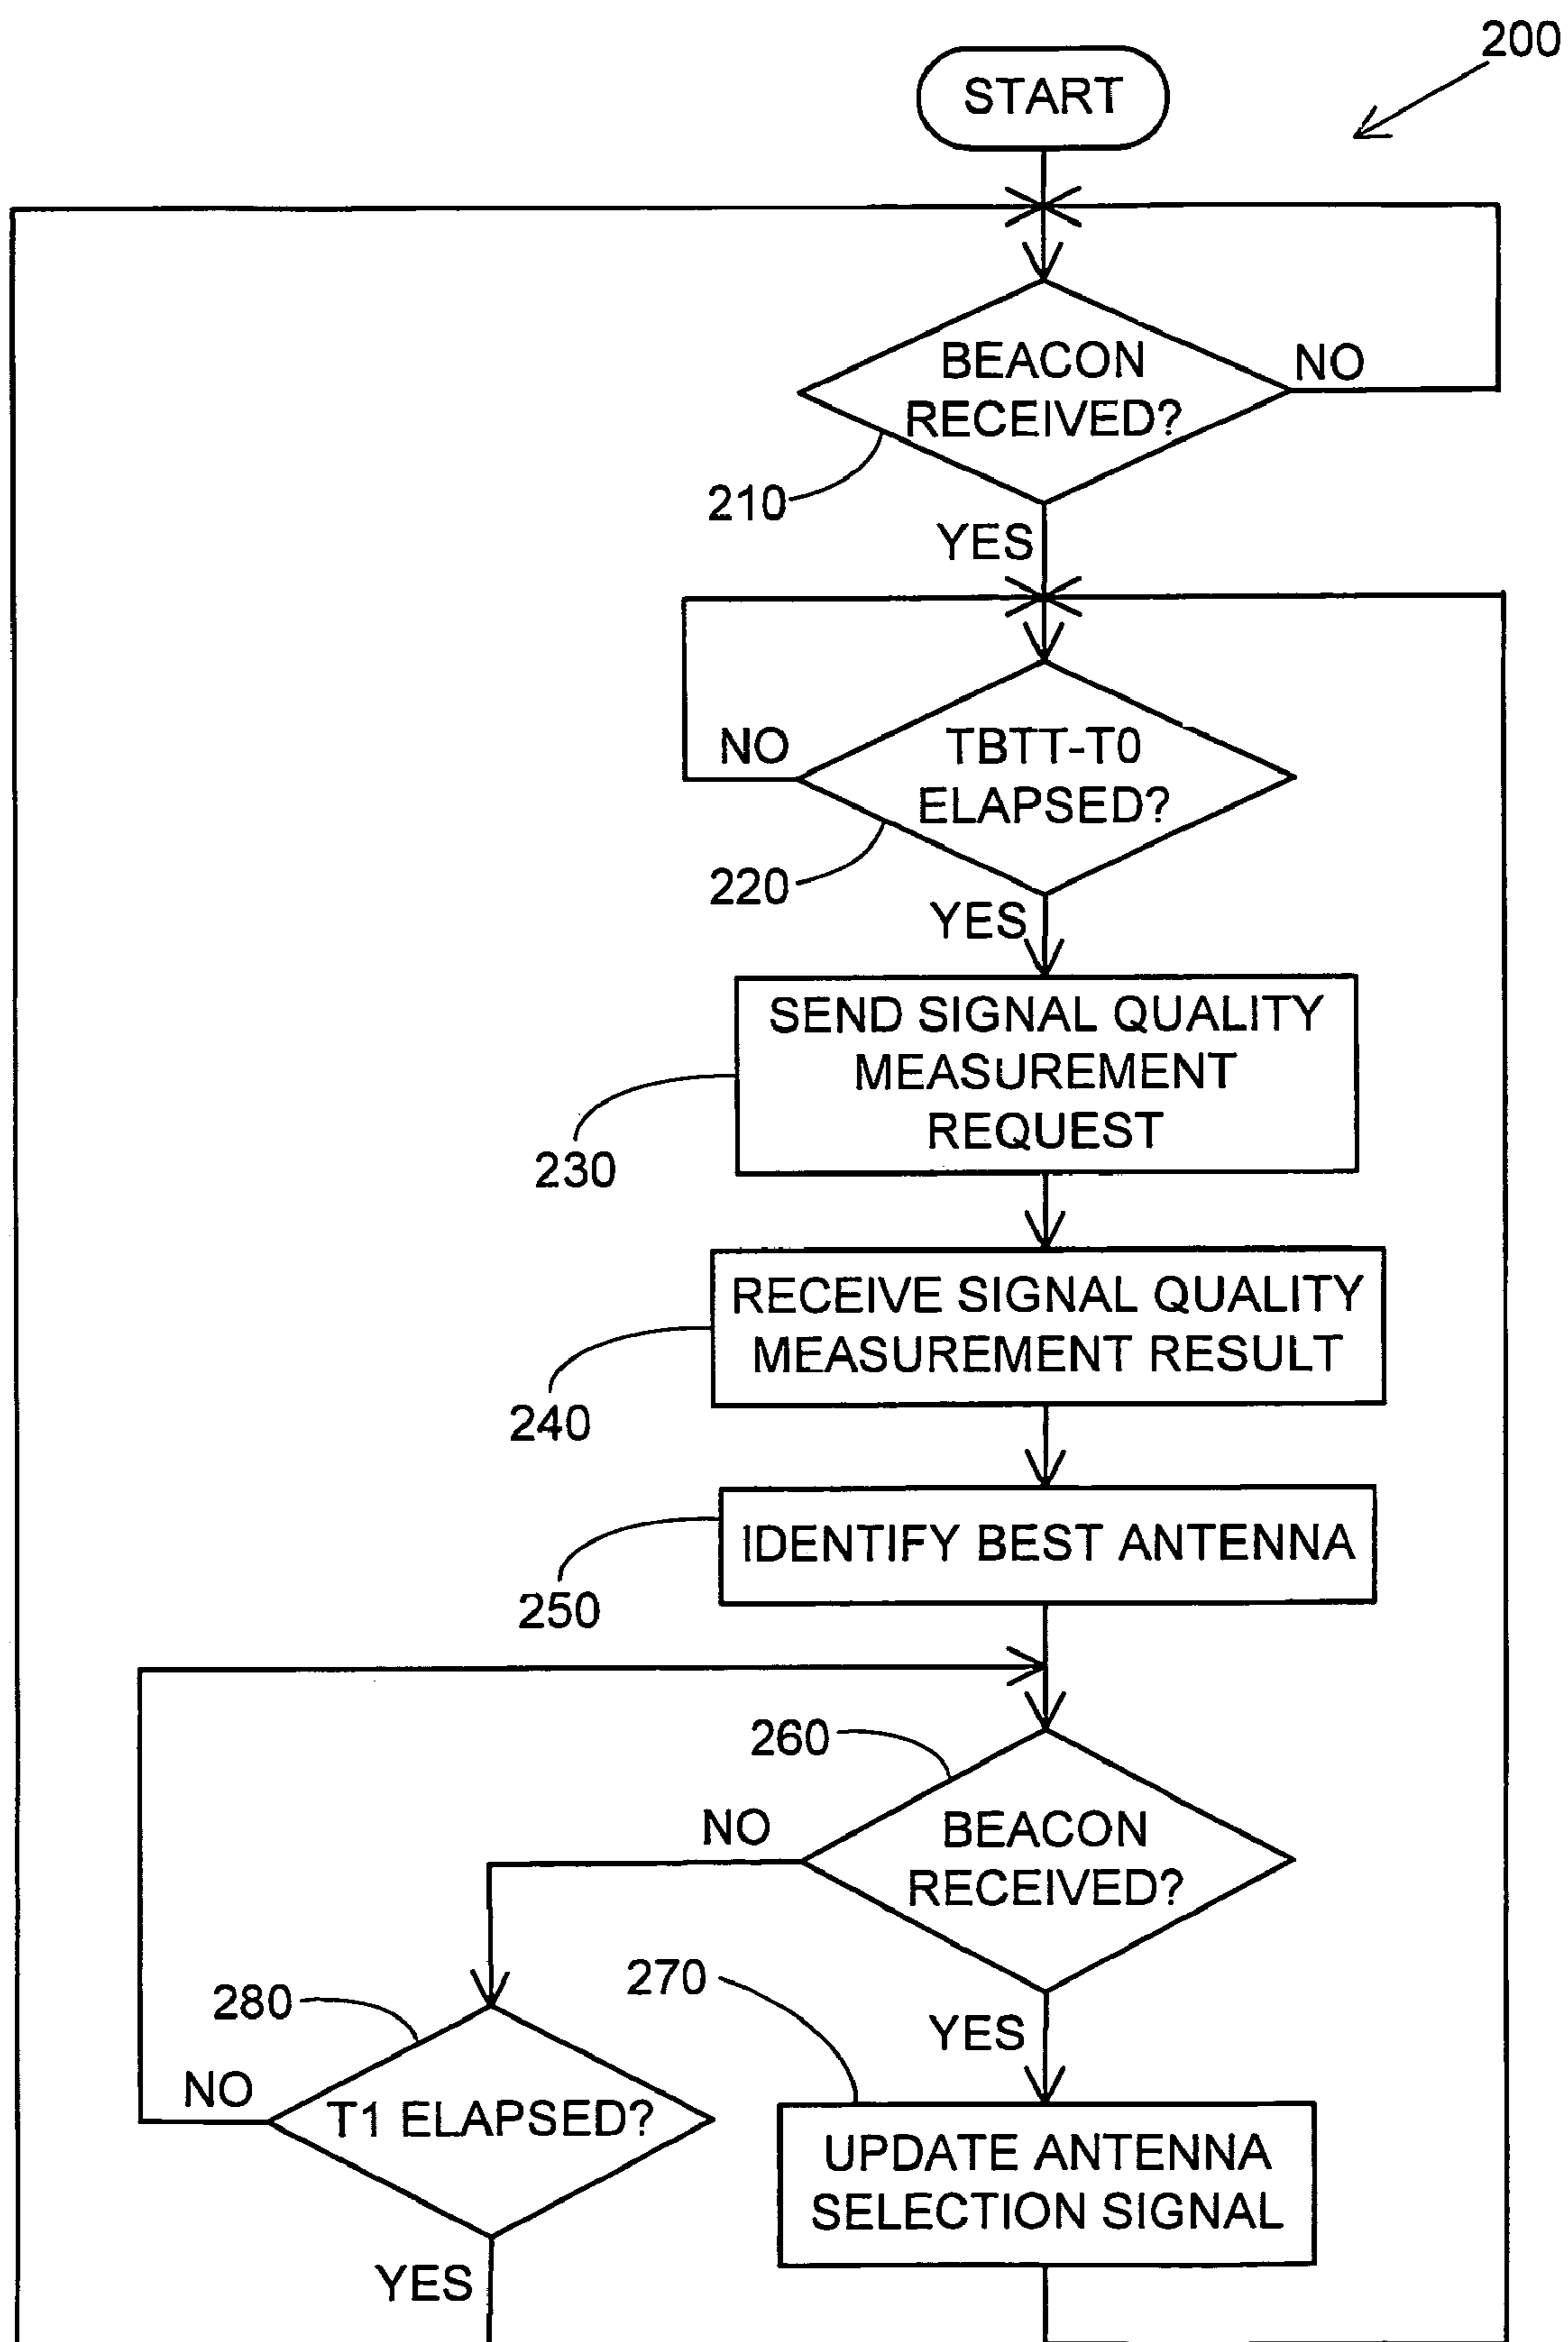 200
START
BEACON
RECEIVED?
NO
210
YES
NO
TBTT-T0
ELAPSED?
220
YES
SEND SIGNAL QUALITY
MEASUREMENT
REQUEST
230
RECEIVE SIGNAL QUALITY
MEASUREMENT RESULT
240
IDENTIFY BEST ANTENNA
250
260
NO
BEACON
RECEIVED?
270
280
YES
NO
T1 ELAPSED?
UPDATE ANTENNA
SELECTION SIGNAL
YES